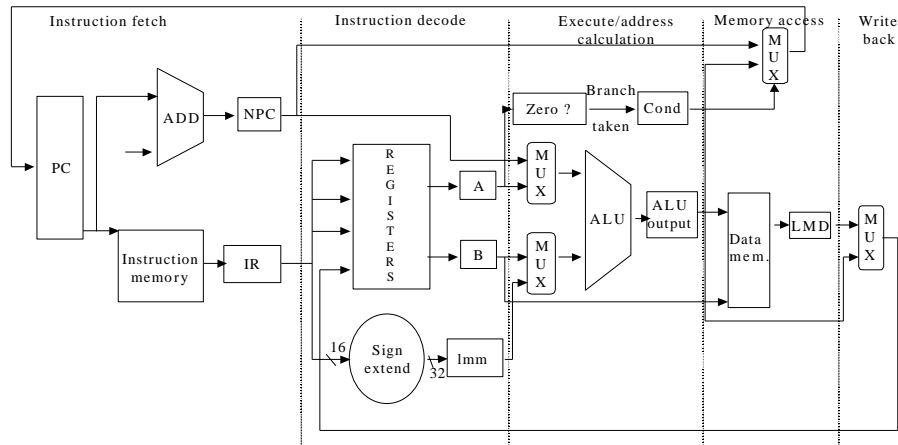 Instruction fetch
Instruction decode
Execute/address
calculation
Memory access
Write
back
M
U
X
ADD
NPC
Branch
taken
Zero ?
Cond
PC
R
E
G
I
S
T
E
R
S
A
M
U
X
ALU
ALU
output
B
M
U
X
Data
mem.
LMD
M
U
X
Instruction
memory
IR
16
Sign
extend
32
lmm